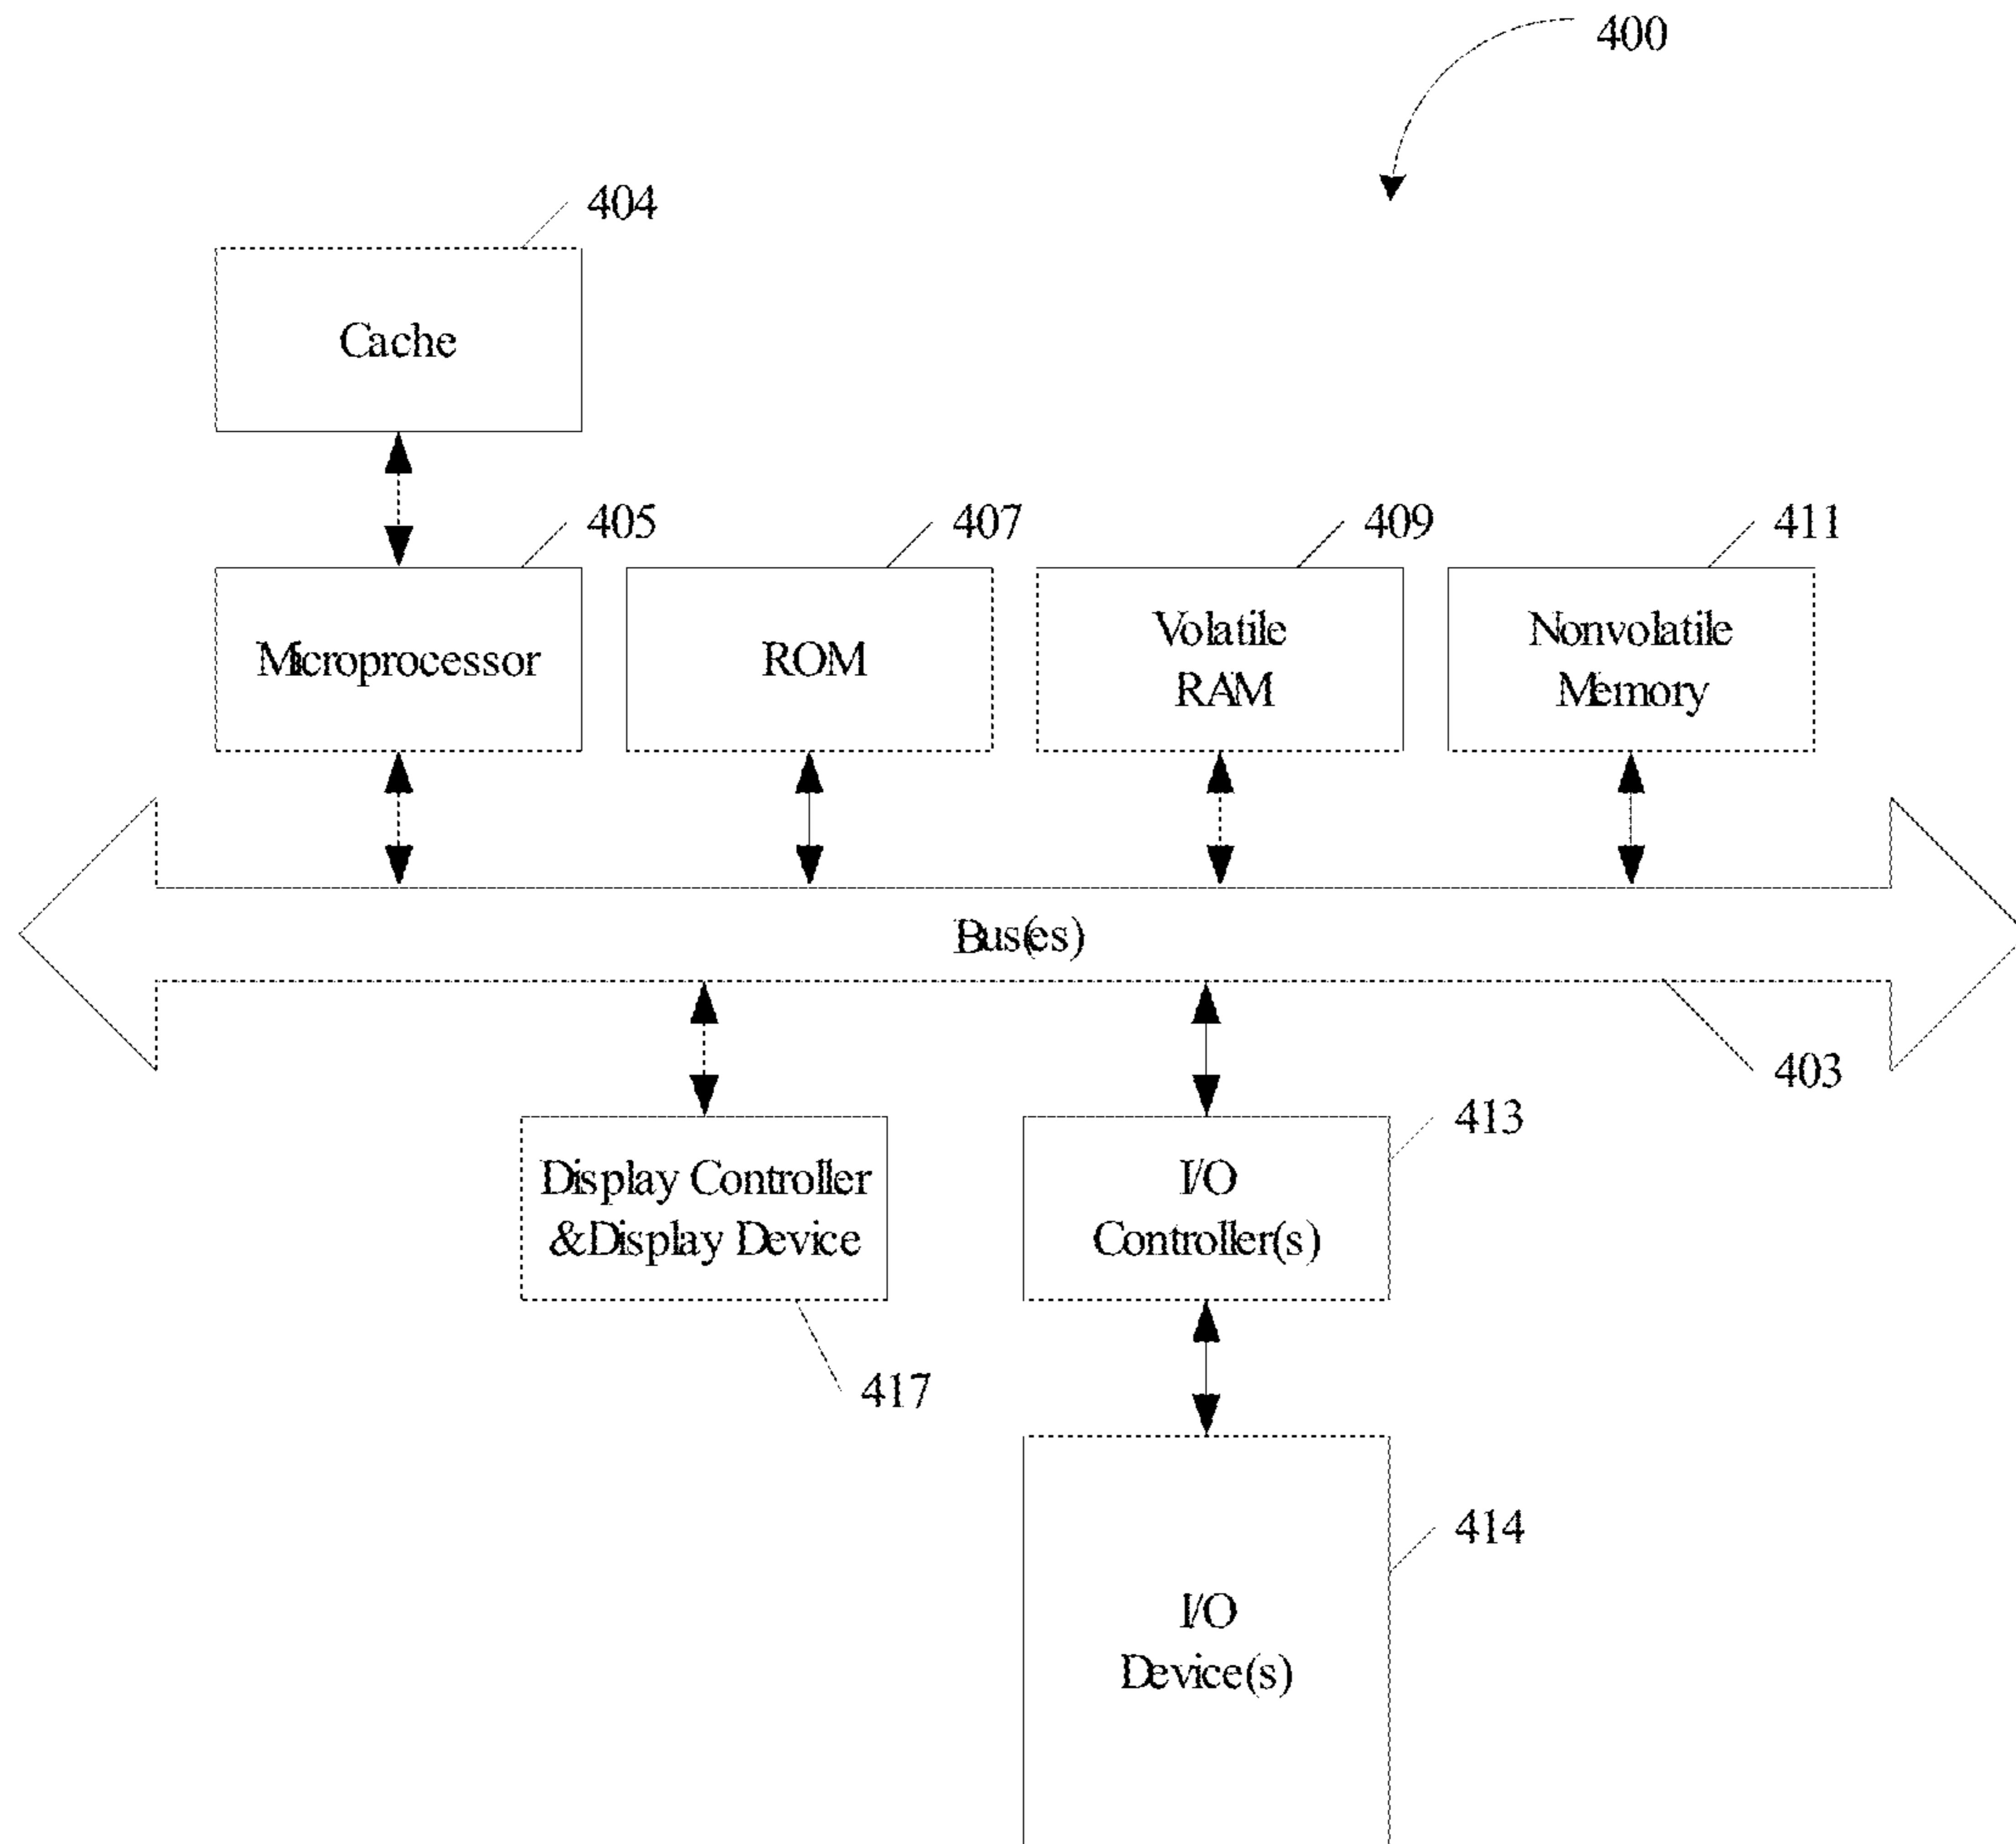 400
404
Cache
405
407
409
411
Microprocessor
ROM
Volatile
RAM
Nonvolatile
Memory
Bus(es)
403
413
Display Controller
&Display Device
I/O
Controller(s)
417
414
I/O
Device(s)